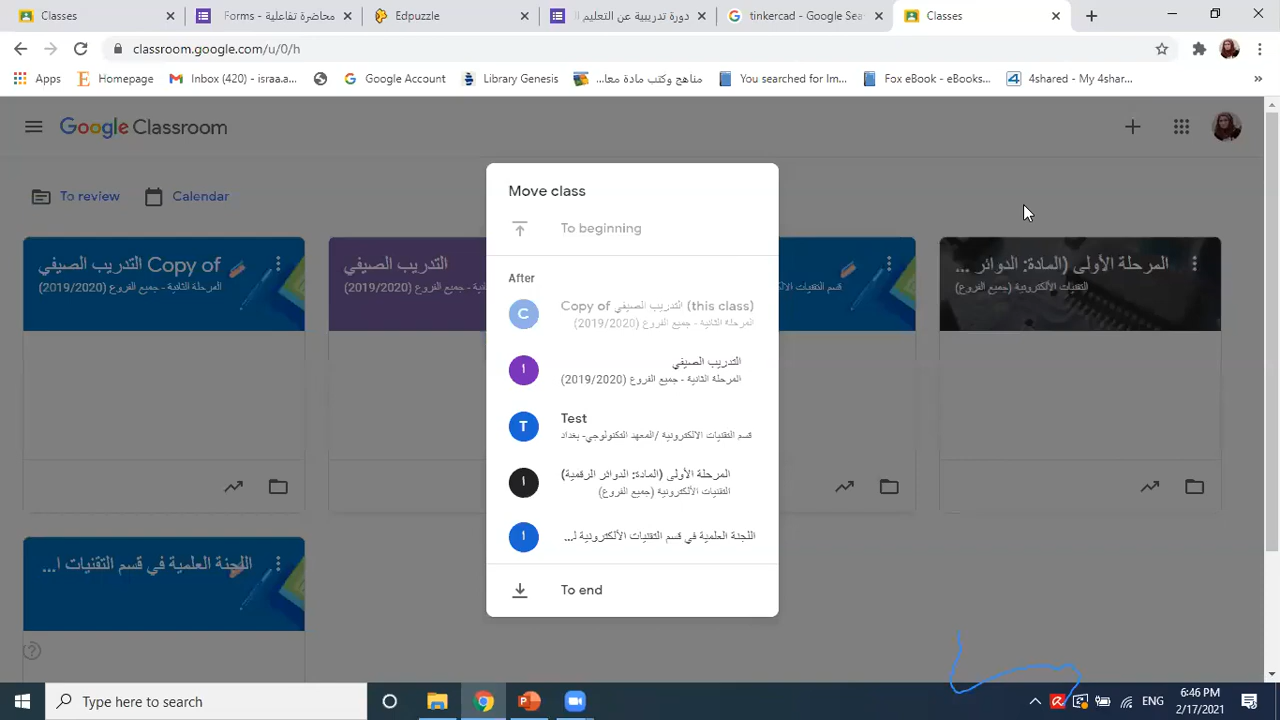 Classes
محاضرة تفاعلية - Forms
Edpuzzle
دورة تدريبية عن التعليم ال
tinkercad - Google Sea
Classes
classroom.google.com/u/0/h
Apps
Homepage
Inbox (420) - israa.a...
Google Account
Library Genesis
مناهج وكتب مادة معا...
You searched for Im...
Fox eBook - eBooks...
4shared - My 4shar...
Google Classroom
To review
Calendar
Copy of التدريب الصيفي
المرحلة الثانية - جميع الفروع (2019/2020)
التدريب الصيفي
(2019/2020) المرحلة الثانية - جميع الفروع
قسم التقنيات الالكترونية
المرحلة الأولى (المادة: الدوائر ...
التقنيات الألكترونية (جميع الفروع)
Move class
To beginning
After
C
Copy of التدريب الصيفي (this class)
المرحلة الثانية - جميع الفروع (2019/2020)
ا
التدريب الصيفي
المرحلة الثانية - جميع الفروع (2019/2020)
T
Test
قسم التقنيات الالكترونية /المعهد التكنولوجي- بغداد
ا
المرحلة الأولى (المادة: الدوائر الرقمية)
التقنيات الألكترونية (جميع الفروع)
ا
اللجنة العلمية في قسم التقنيات الألكترونية ل...
To end
اللجنة العلمية في قسم التقنيات ا...
Type here to search
ENG
6:46 PM
2/17/2021